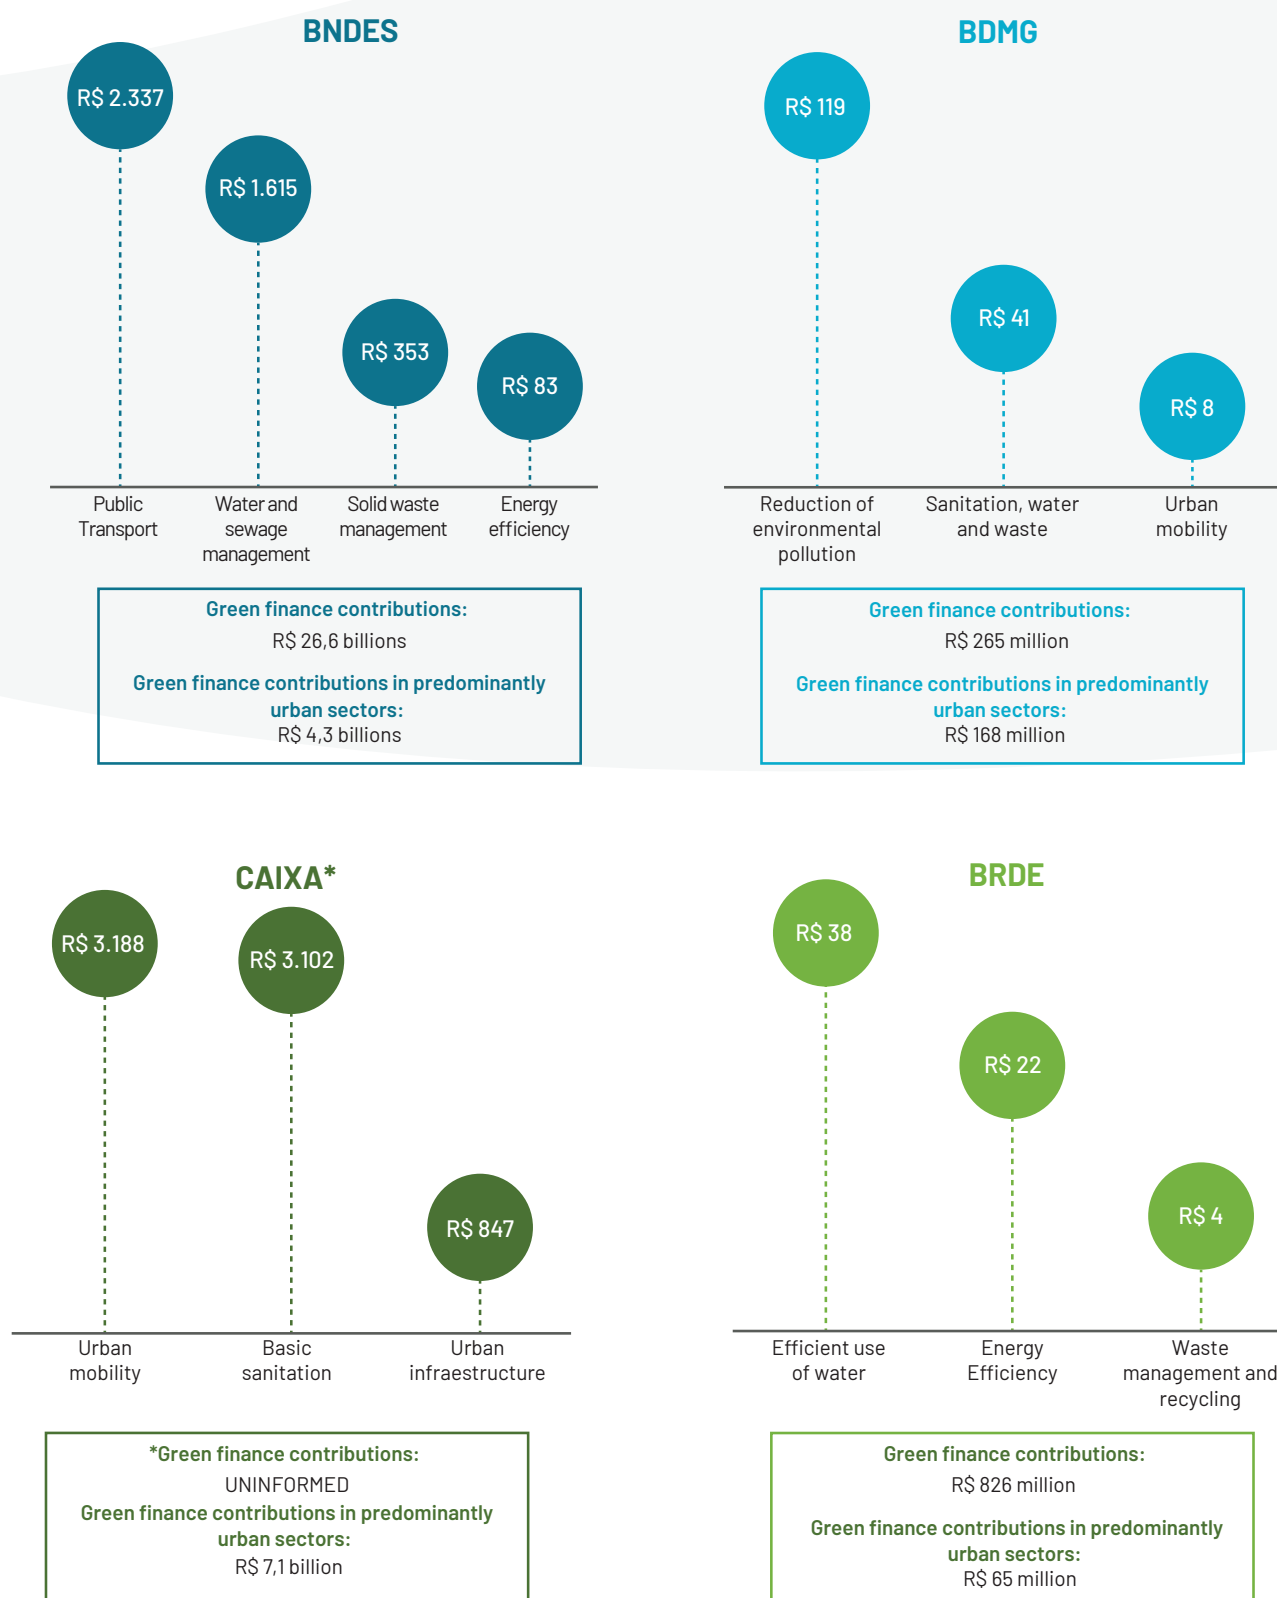 BNDES
R$ 2.337
R$ 1.615
R$ 353
R$ 83
Public
Transport
Water and
sewage
management
Solid waste
management
Energy
efficiency
Green finance contributions:
R$ 26,6 billions
Green finance contributions in predominantly
urban sectors:
R$ 4,3 billions
BDMG
R$ 119
R$ 41
R$ 8
Reduction of
environmental
pollution
Sanitation, water
and waste
Urban
mobility
Green finance contributions:
R$ 265 million
Green finance contributions in predominantly
urban sectors:
R$ 168 million
CAIXA*
R$ 3.188
R$ 3.102
R$ 847
Urban
mobility
Basic
sanitation
Urban
infraestructure
*Green finance contributions:
UNINFORMED
Green finance contributions in predominantly
urban sectors:
R$ 7,1 billion
BRDE
R$ 38
R$ 22
R$ 4
Efficient use
of water
Energy
Efficiency
Waste
management and
recycling
Green finance contributions:
R$ 826 million
Green finance contributions in predominantly
urban sectors:
R$ 65 million